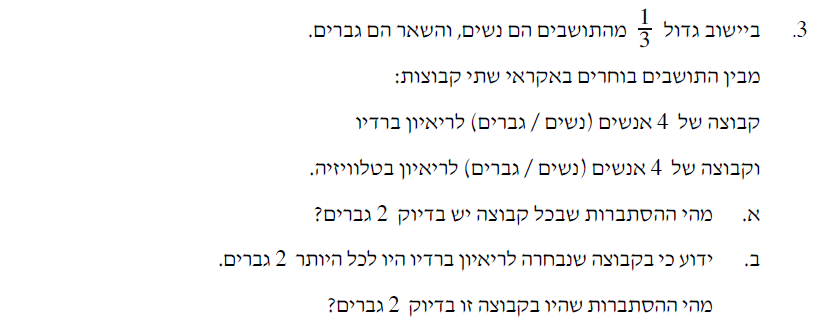 3. ביישוב גדול 1/3 מהתושבים הם נשים, והשאר הם גברים.
מבין התושבים בוחרים באקראי שתי קבוצות:
קבוצה של 4 אנשים (נשים / גברים) לריאיון ברדיו
וקבוצה של 4 אנשים (נשים / גברים) לריאיון בטלוויזיה.
א. מהי ההסתברות שבכל קבוצה יש בדיוק 2 גברים?
ב. ידוע כי בקבוצה שנבחרה לריאיון ברדיו היו לכל היותר 2 גברים.
מהי ההסתברות שהיו בקבוצה זו בדיוק 2 גברים?